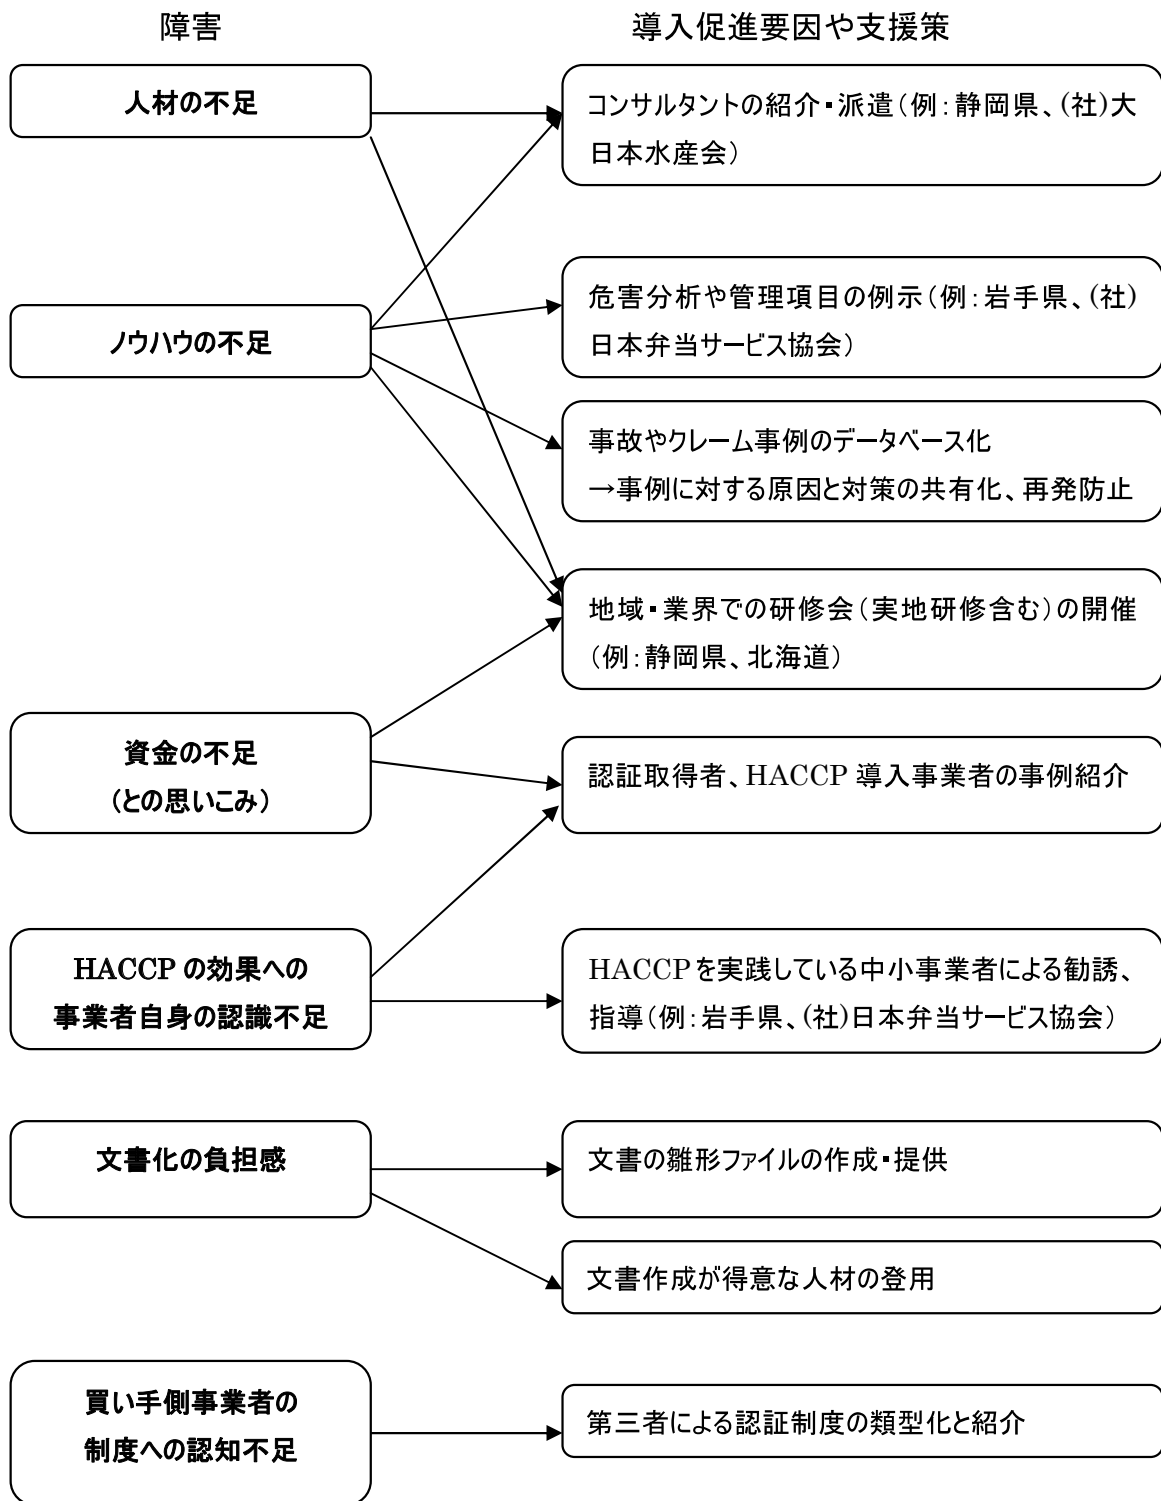 障害
導入促進要因や支援策
人材の不足
コンサルタントの紹介・派遣（例：静岡県、（社）大
日本水産会）
ノウハウの不足
危害分析や管理項目の例示（例：岩手県、（社）
日本弁当サービス協会）
事故やクレーム事例のデータベース化
→事例に対する原因と対策の共有化、再発防止
地域・業界での研修会（実地研修含む）の開催
（例：静岡県、北海道）
資金の不足
（との思いこみ）
認証取得者、HACCP 導入事業者の事例紹介
HACCP の効果への
事業者自身の認識不足
HACCP を実践している中小事業者による勧誘、
指導（例：岩手県、（社）日本弁当サービス協会）
文書化の負担感
文書の雛形ファイルの作成・提供
文書作成が得意な人材の登用
買い手側事業者の
制度への認知不足
第三者による認証制度の類型化と紹介